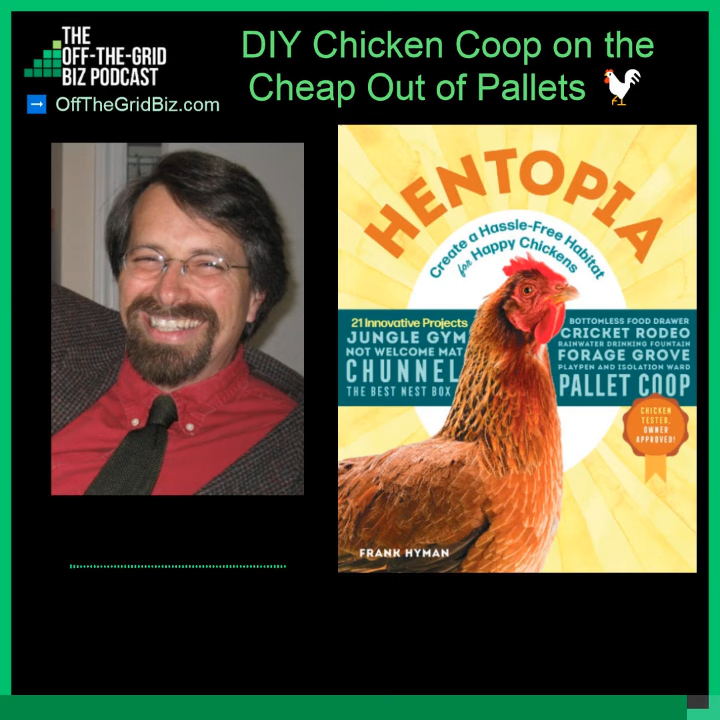 THE
OFF-THE-GRID
BIZ PODCAST
➡ OffTheGridBiz.com
DIY Chicken Coop on the
Cheap Out of Pallets 🐓
HENTOPIA
Create a Hassle-Free Habitat
for Happy Chickens
21 Innovative Projects
JUNGLE GYM
NOT WELCOME MAT
CHUNNEL
THE BEST NEST BOX
BOTTOMLESS FOOD DRAWER
CRICKET RODEO
RAINWATER DRINKING FOUNTAIN
FORAGE GROVE
PLAYPEN AND ISOLATION WARD
PALLET COOP
CHICKEN
TESTED,
OWNER
APPROVED!
FRANK HYMAN